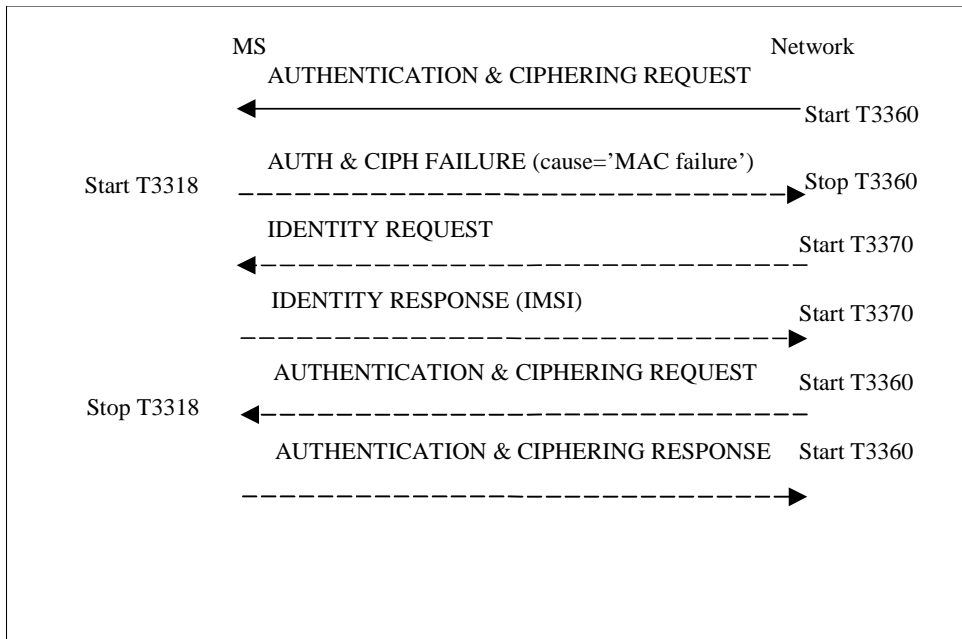 MS Network
AUTHENTICATION & CIPHERING REQUEST
Start T3360
AUTH & CIPH FAILURE (cause=’MAC failure’)
Start T3318 Stop T3360
IDENTITY REQUEST
Start T3370
IDENTITY RESPONSE (IMSI)
Start T3370
AUTHENTICATION & CIPHERING REQUEST
Start T3360
Stop T3318
AUTHENTICATION & CIPHERING RESPONSE Start T3360